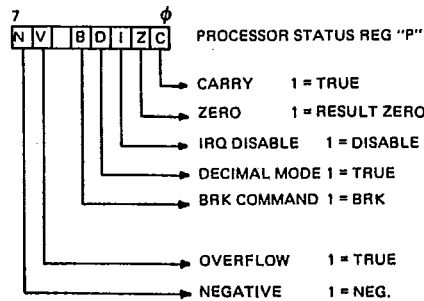 7 φ
N V B D I Z C PROCESSOR STATUS REG "P"
CARRY 1 = TRUE
ZERO 1 = RESULT ZERO
IRQ DISABLE 1 = DISABLE
DECIMAL MODE 1 = TRUE
BRK COMMAND 1 = BRK
OVERFLOW 1 = TRUE
NEGATIVE 1 = NEG.